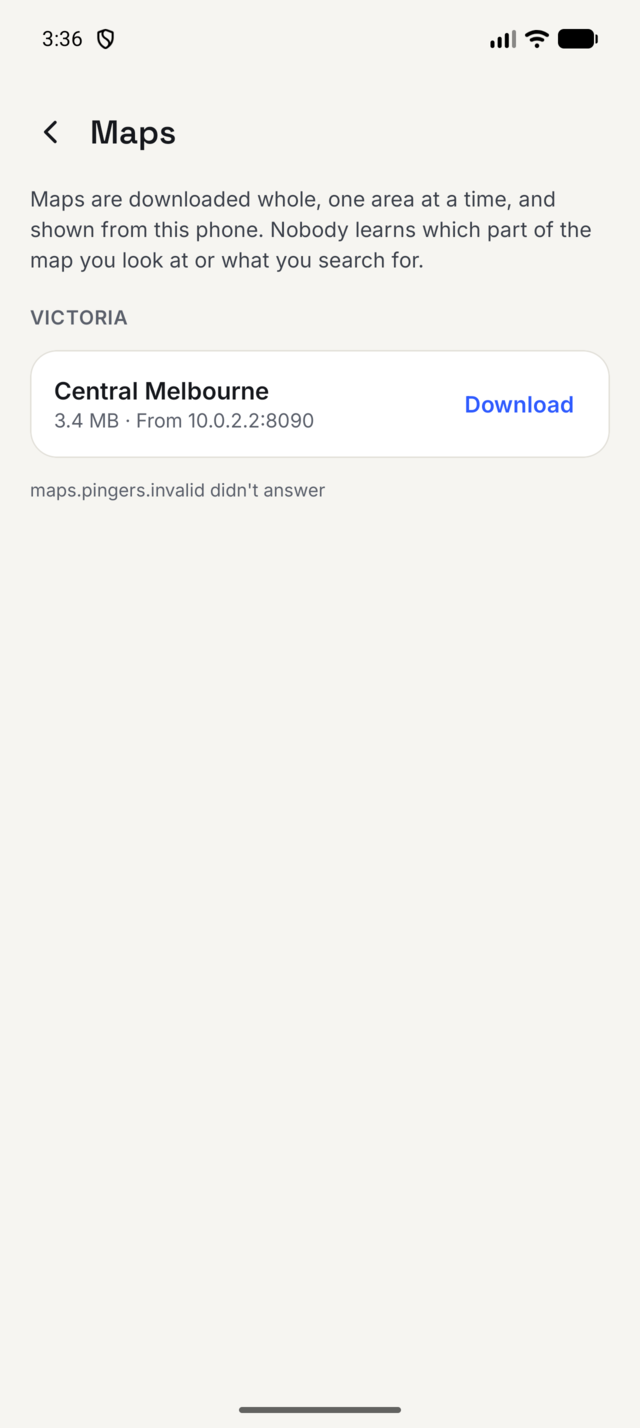 3:36
Maps
Maps are downloaded whole, one area at a time, and
shown from this phone. Nobody learns which part of the
map you look at or what you search for.
VICTORIA
Central Melbourne
3.4 MB · From 10.0.2.2:8090
Download
maps.pingers.invalid didn't answer